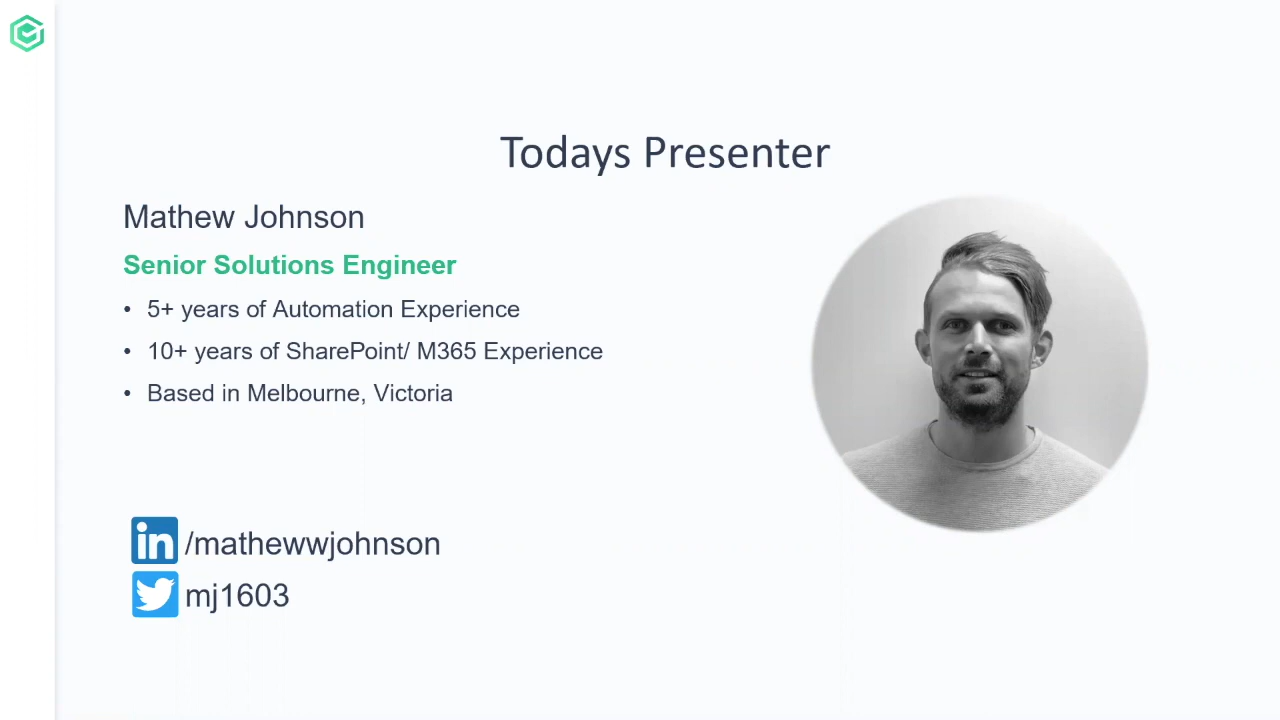 Todays Presenter
Mathew Johnson
Senior Solutions Engineer
• 5+ years of Automation Experience
• 10+ years of SharePoint/ M365 Experience
• Based in Melbourne, Victoria
in /mathewwjohnson
mj1603